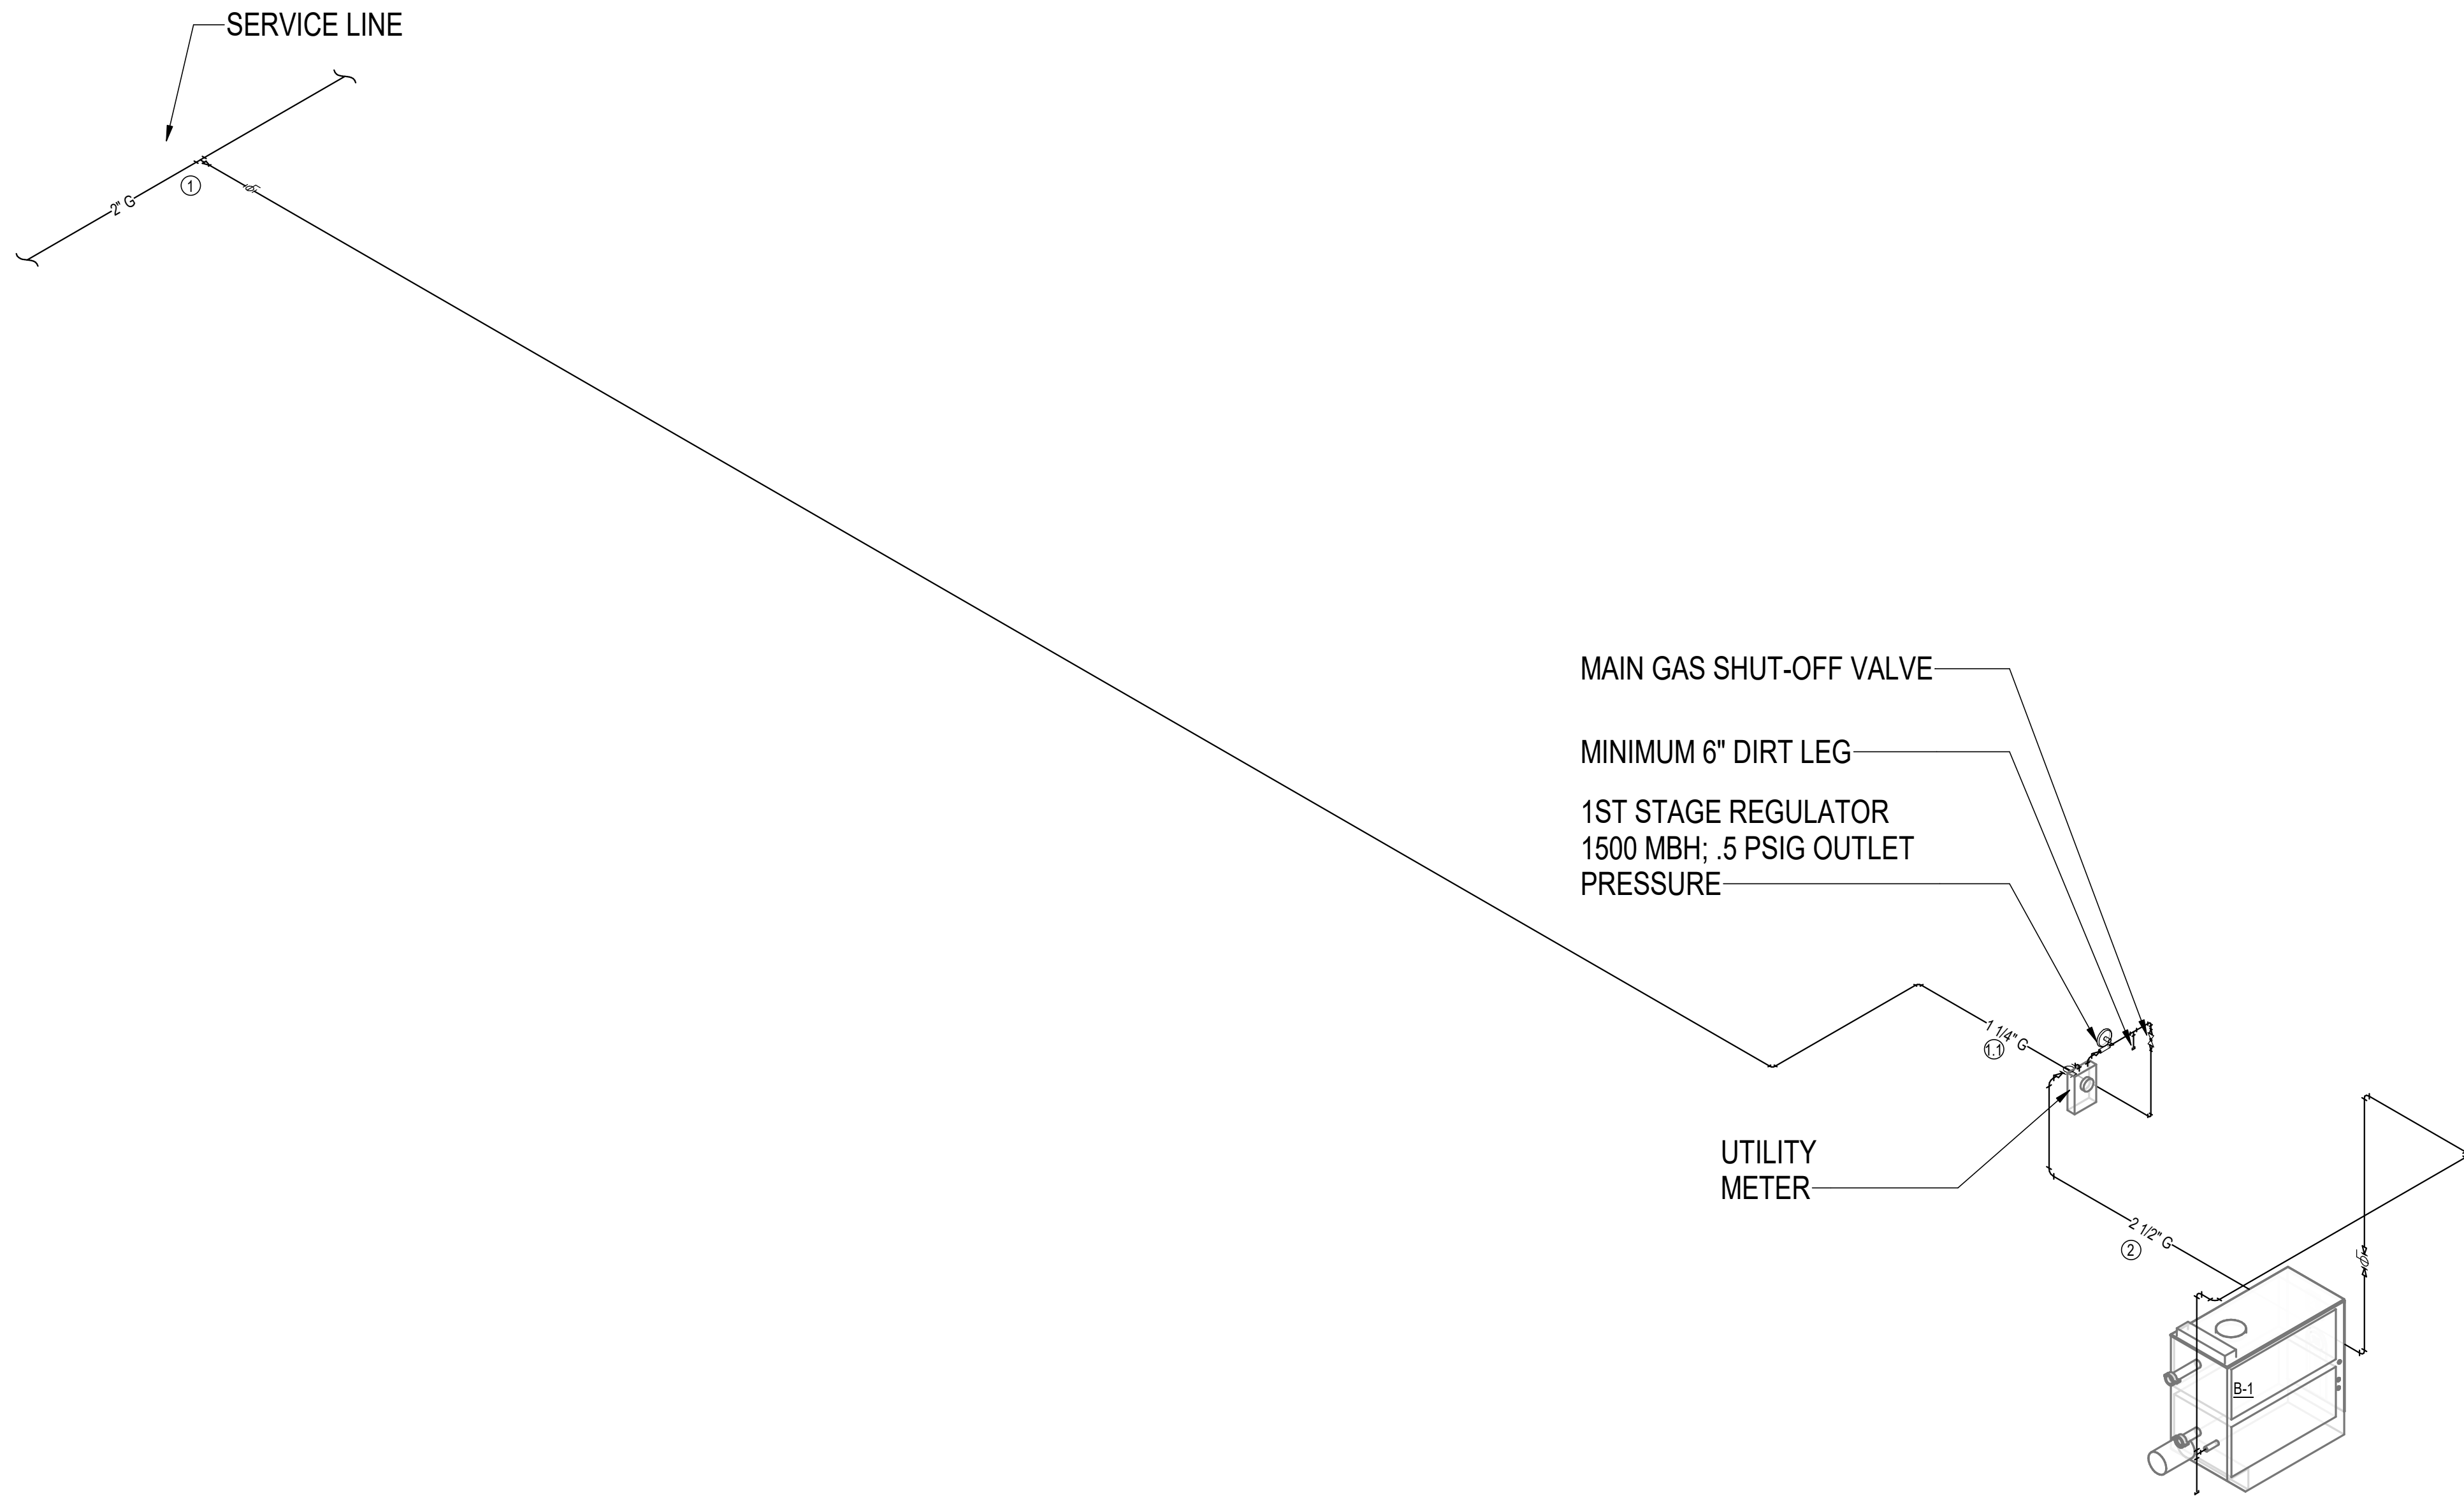 SERVICE LINE
1
2" G
MAIN GAS SHUT-OFF VALVE
MINIMUM 6" DIRT LEG
1ST STAGE REGULATOR
1500 MBH; .5 PSIG OUTLET
PRESSURE
1 1/4" G
1.1
UTILITY
METER
2 1/2" G
2
B-1